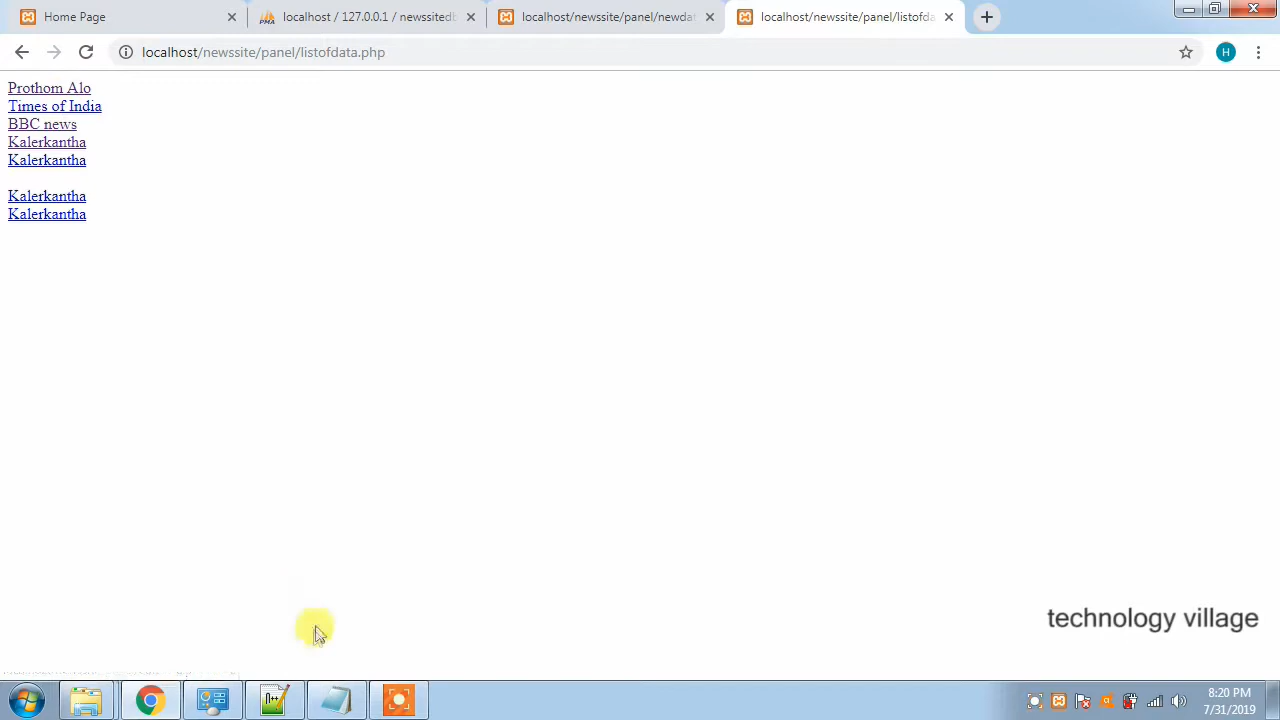 Home Page
localhost / 127.0.0.1 / newssitedb
localhost/newssite/panel/newdat
localhost/newssite/panel/listofda
localhost/newssite/panel/listofdata.php
H
Prothom Alo
Times of India
BBC news
Kalerkantha
Kalerkantha
Kalerkantha
Kalerkantha
technology village
8:20 PM
7/31/2019